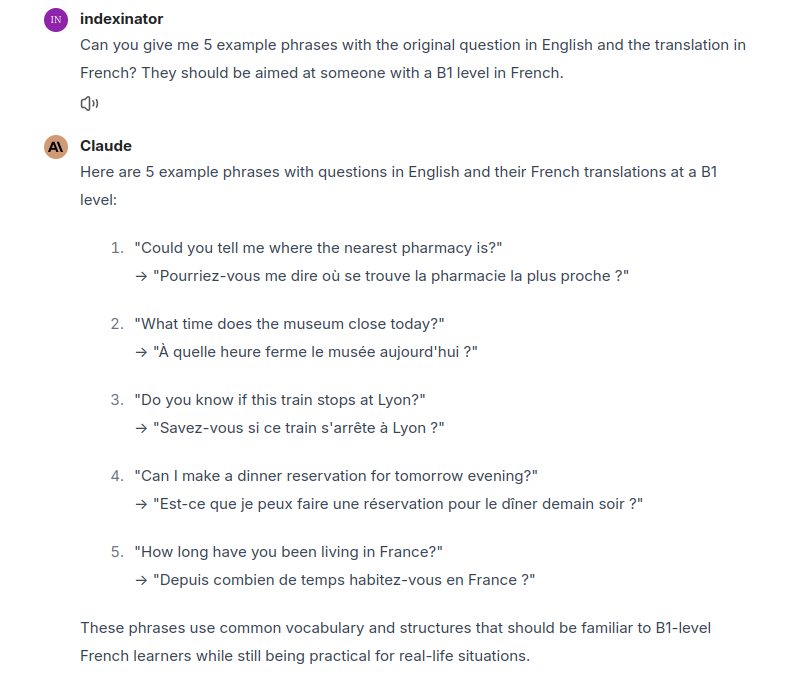 IN indexinator
Can you give me 5 example phrases with the original question in English and the translation in
French? They should be aimed at someone with a B1 level in French.
Claude
Here are 5 example phrases with questions in English and their French translations at a B1
level:
1. "Could you tell me where the nearest pharmacy is?"
→ "Pourriez-vous me dire où se trouve la pharmacie la plus proche ?"
2. "What time does the museum close today?"
→ "À quelle heure ferme le musée aujourd'hui ?"
3. "Do you know if this train stops at Lyon?"
→ "Savez-vous si ce train s'arrête à Lyon ?"
4. "Can I make a dinner reservation for tomorrow evening?"
→ "Est-ce que je peux faire une réservation pour le dîner demain soir ?"
5. "How long have you been living in France?"
→ "Depuis combien de temps habitez-vous en France ?"
These phrases use common vocabulary and structures that should be familiar to B1-level
French learners while still being practical for real-life situations.